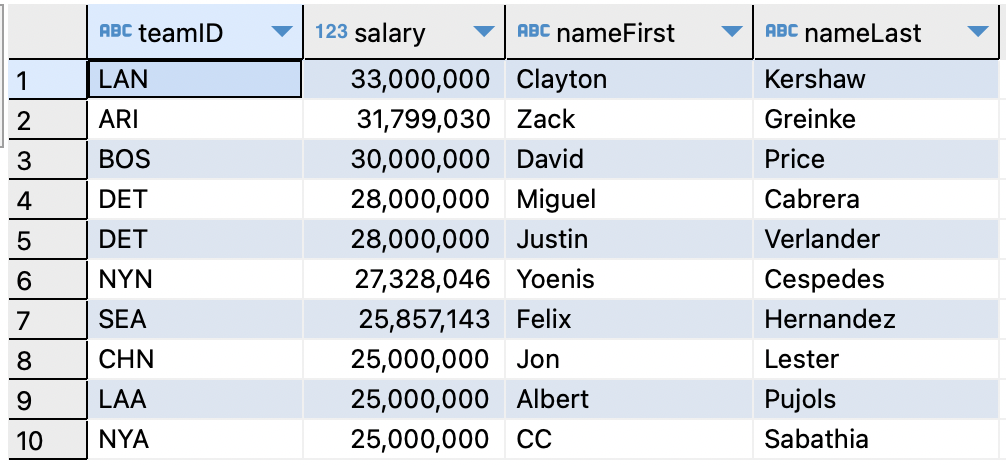 ABC teamID 123 salary ABC nameFirst ABC nameLast
1 LAN 33,000,000 Clayton Kershaw
2 ARI 31,799,030 Zack Greinke
3 BOS 30,000,000 David Price
4 DET 28,000,000 Miguel Cabrera
5 DET 28,000,000 Justin Verlander
6 NYN 27,328,046 Yoenis Cespedes
7 SEA 25,857,143 Felix Hernandez
8 CHN 25,000,000 Jon Lester
9 LAA 25,000,000 Albert Pujols
10 NYA 25,000,000 CC Sabathia